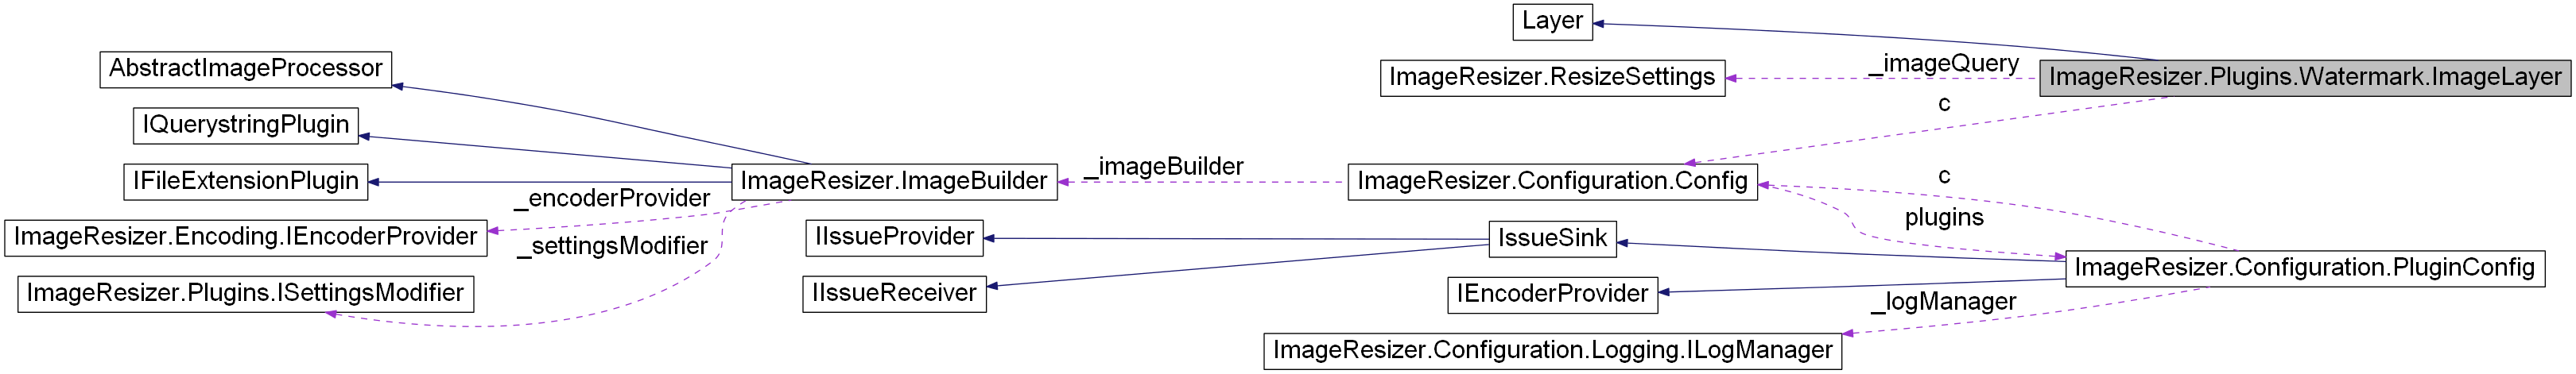 Layer
AbstractImageProcessor
ImageResizer.ResizeSettings
_imageQuery
ImageResizer.Plugins.Watermark.ImageLayer
c
IQuerystringPlugin
IFileExtensionPlugin
ImageResizer.ImageBuilder
_imageBuilder
ImageResizer.Configuration.Config
c
_encoderProvider
plugins
ImageResizer.Encoding.IEncoderProvider
_settingsModifier
IIssueProvider
IssueSink
ImageResizer.Configuration.PluginConfig
ImageResizer.Plugins.ISettingsModifier
IIssueReceiver
IEncoderProvider
_logManager
ImageResizer.Configuration.Logging.ILogManager